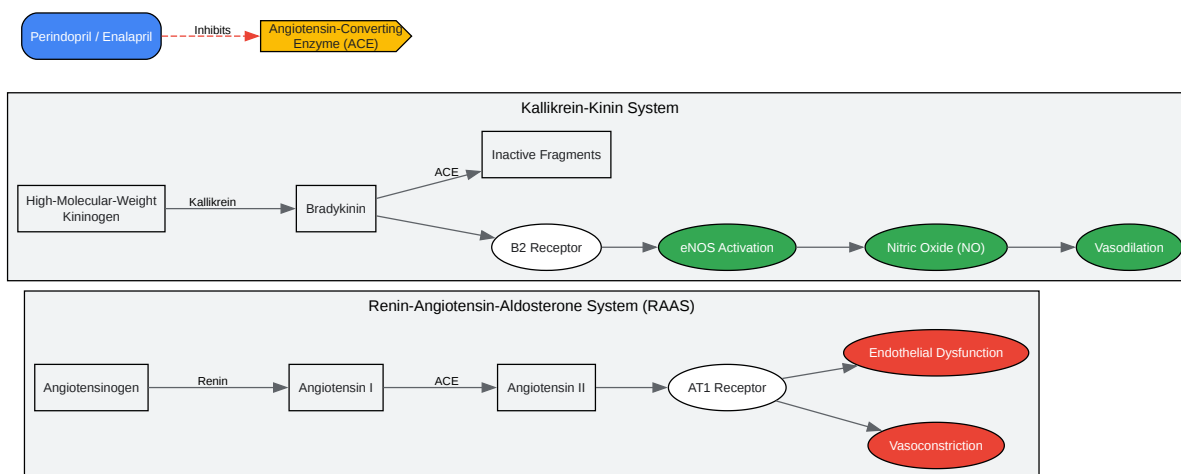 Perindopril / Enalapril
Inhibits
Angiotensin-Converting
Enzyme (ACE)
Kallikrein-Kinin System
High-Molecular-Weight
Kininogen
Kallikrein
Bradykinin
ACE
Inactive Fragments
B2 Receptor
eNOS Activation
Nitric Oxide (NO)
Vasodilation
Renin-Angiotensin-Aldosterone System (RAAS)
Angiotensinogen
Renin
Angiotensin I
ACE
Angiotensin II
AT1 Receptor
Endothelial Dysfunction
Vasoconstriction